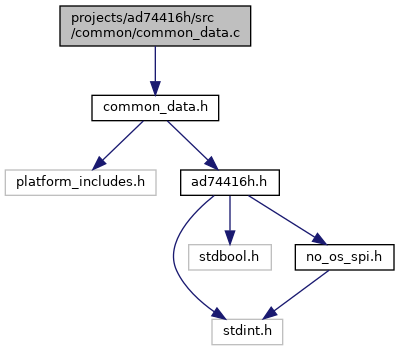 projects/ad74416h/src
/common/common_data.c
common_data.h
platform_includes.h
ad74416h.h
stdbool.h
no_os_spi.h
stdint.h